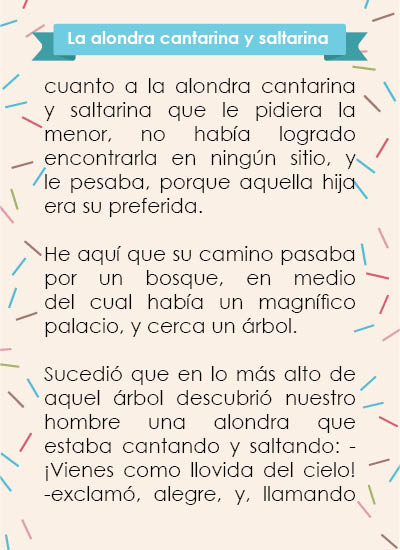 La alondra cantarina y saltarina
cuanto a la alondra cantarina
y saltarina que le pidiera la
menor, no había logrado
encontrarla en ningún sitio, y
le pesaba, porque aquella hija
era su preferida.
He aquí que su camino pasaba
por un bosque, en medio
del cual había un magnífico
palacio, y cerca un árbol.
Sucedió que en lo más alto de
aquel árbol descubrió nuestro
hombre una alondra que
estaba cantando y saltando: -
¡Vienes como llovida del cielo!
-exclamó, alegre, y, llamando